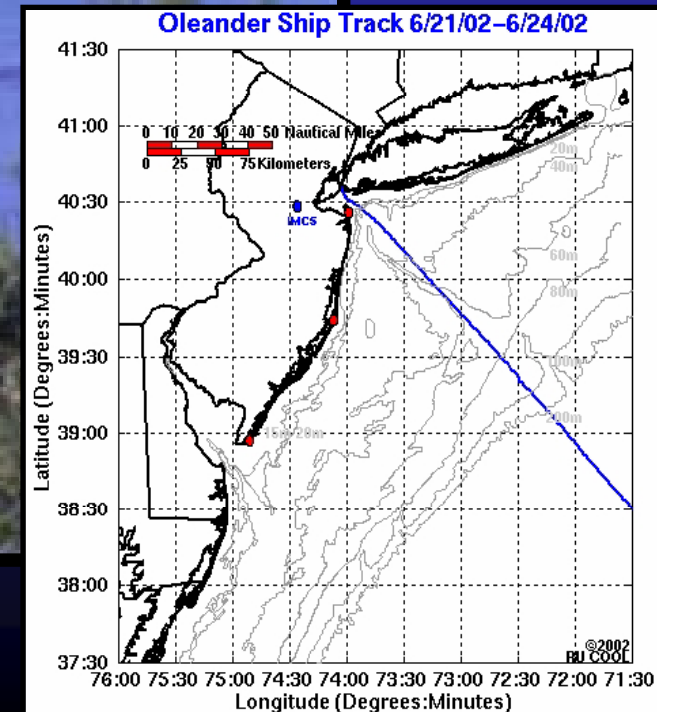 Oleander Ship Track 6/21/02–6/24/02
41:30
41:00
0 10 20 30 40 50 Nautical Miles
0 25 50 75 Kilometers
20m
40m
40:30
IMCS
60m
40:00
80m
39:30
100m
200m
39:00
15m 20m
38:30
38:00
©2002
RU COOL
37:30
76:00 75:30 75:00 74:30 74:00 73:30 73:00 72:30 72:00 71:30
Latitude (Degrees:Minutes)
Longitude (Degrees:Minutes)